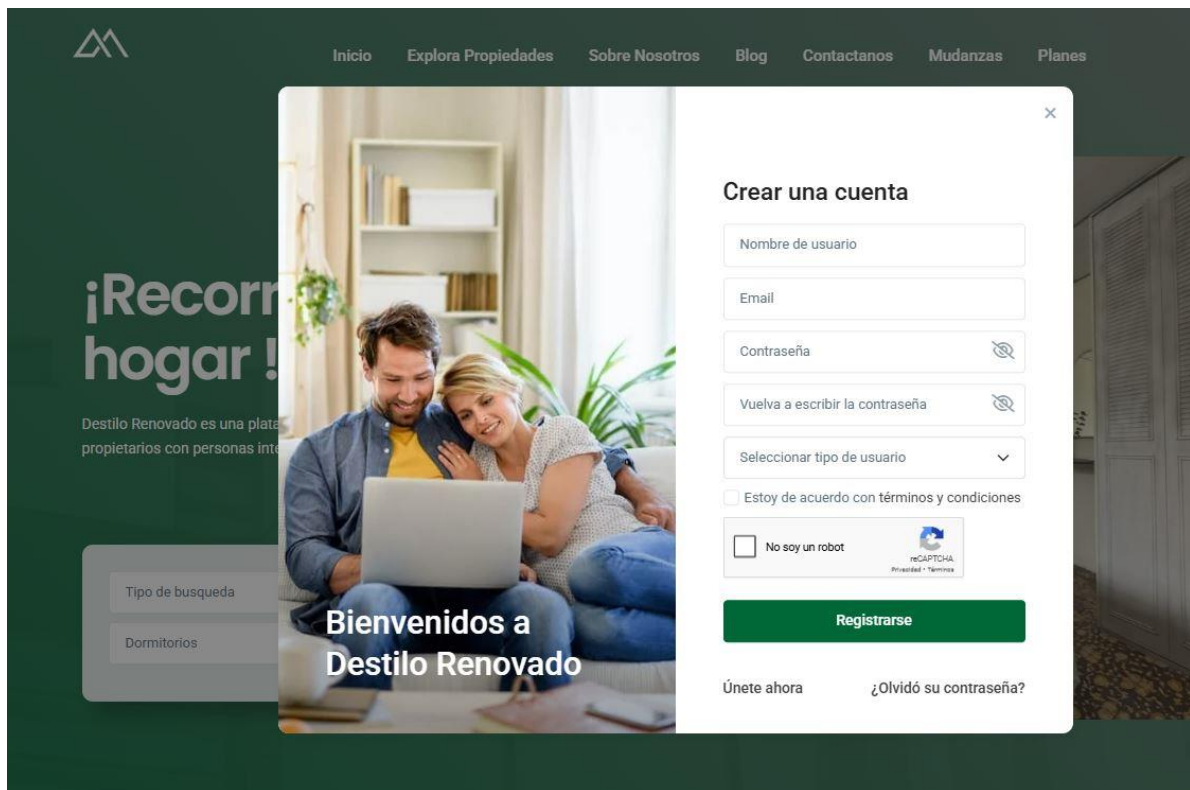 Inicio Explora Propiedades Sobre Nosotros Blog Contactanos Mudanzas Planes
Crear una cuenta
Nombre de usuario
Email
Contraseña
Vuelva a escribir la contraseña
Seleccionar tipo de usuario
Estoy de acuerdo con términos y condiciones
No soy un robot
reCAPTCHA
Privacidad • Términos
Registrarse
Únete ahora ¿Olvidó su contraseña?
Bienvenidos a
Destilo Renovado
¡Recorr
hogar !
Destilo Renovado es una plata
propietarios con personas inte
Tipo de busqueda
Dormitorios